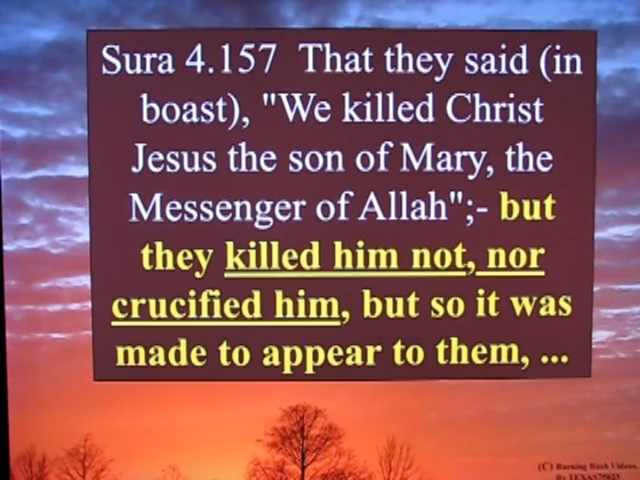 Sura 4.157 That they said (in
boast), "We killed Christ
Jesus the son of Mary, the
Messenger of Allah";- but
they killed him not, nor
crucified him, but so it was
made to appear to them, ...
(C) Burning Bush Videos,
By TEXAS75025